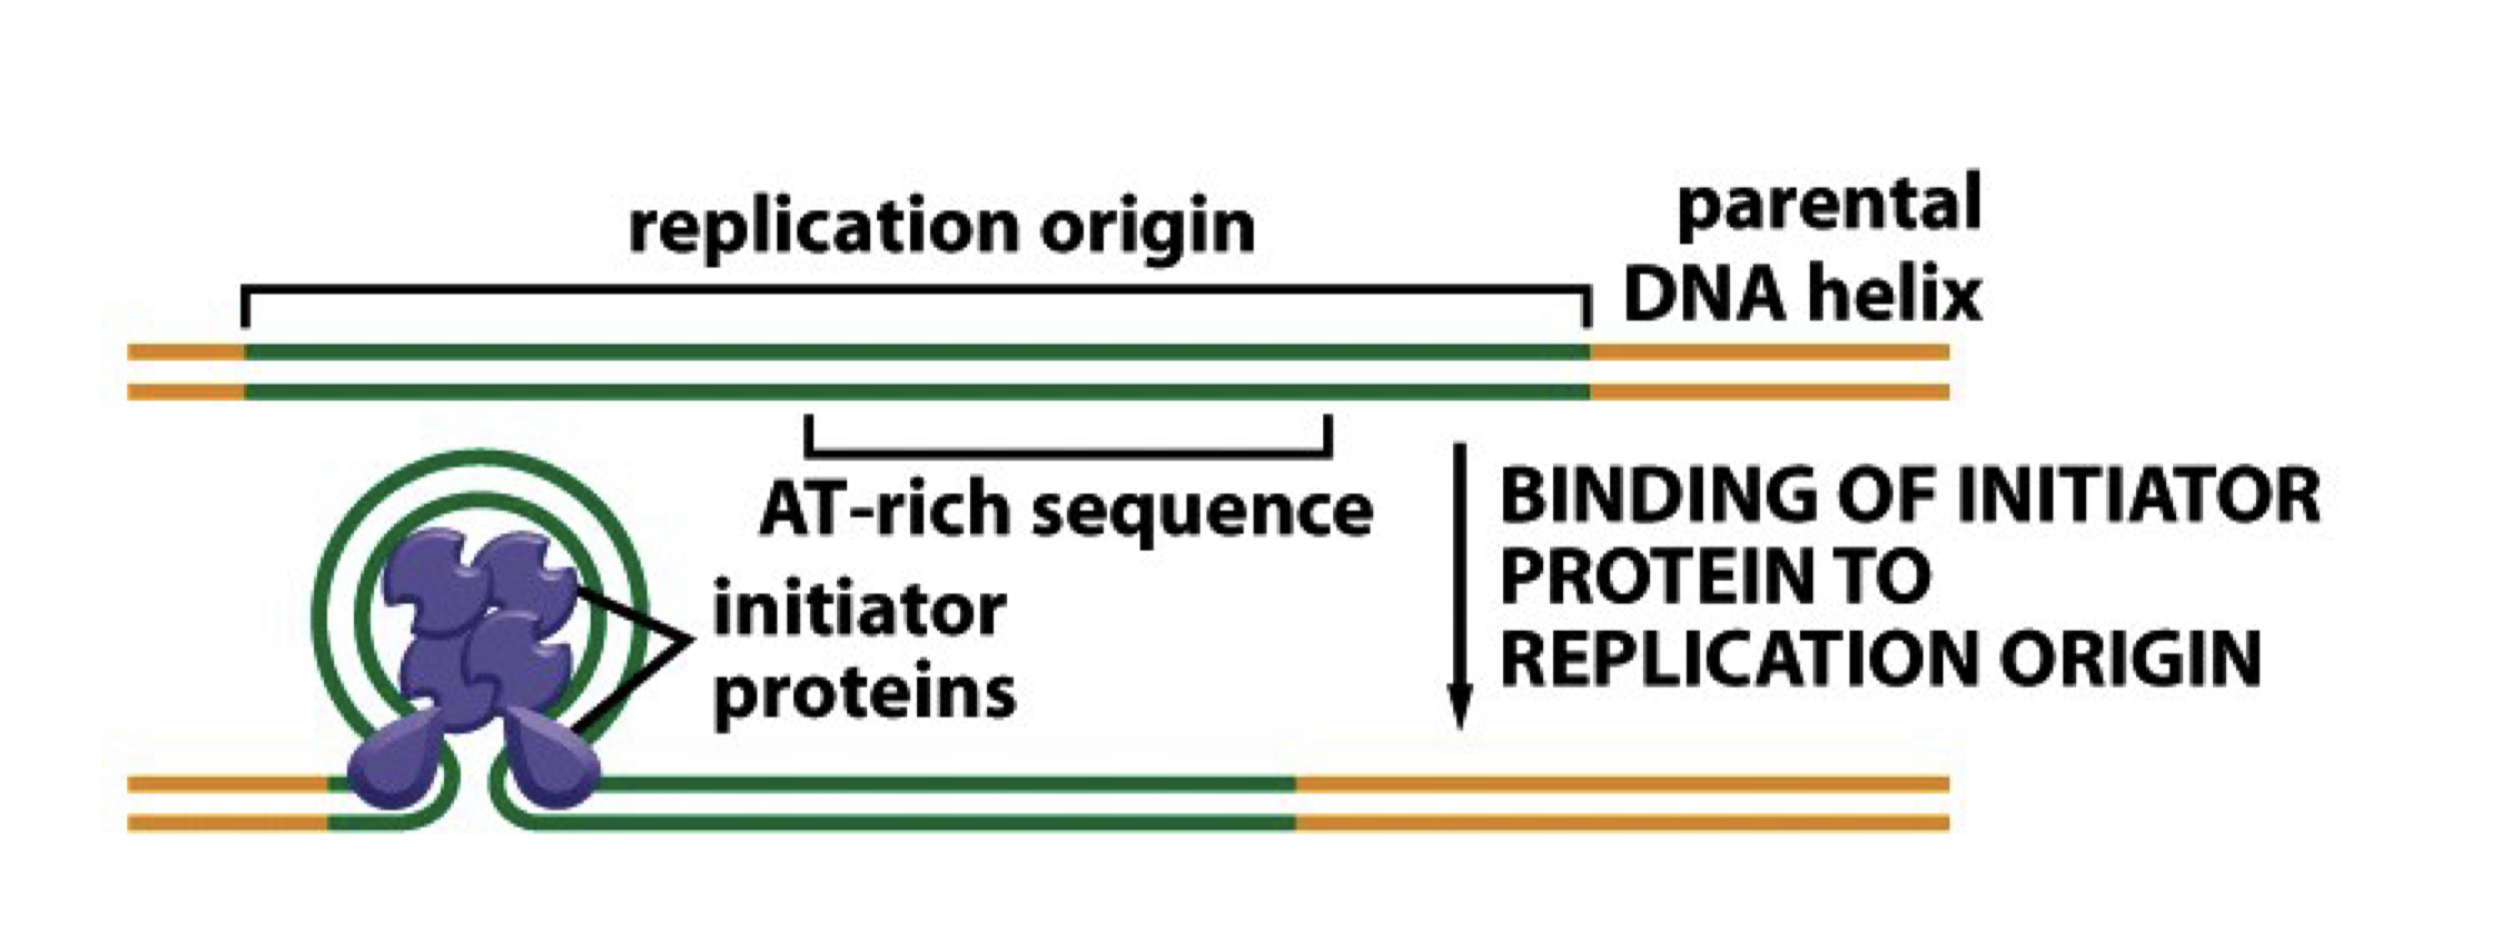 replication origin
parental
DNA helix
AT-rich sequence
initiator
proteins
BINDING OF INITIATOR
PROTEIN TO
REPLICATION ORIGIN